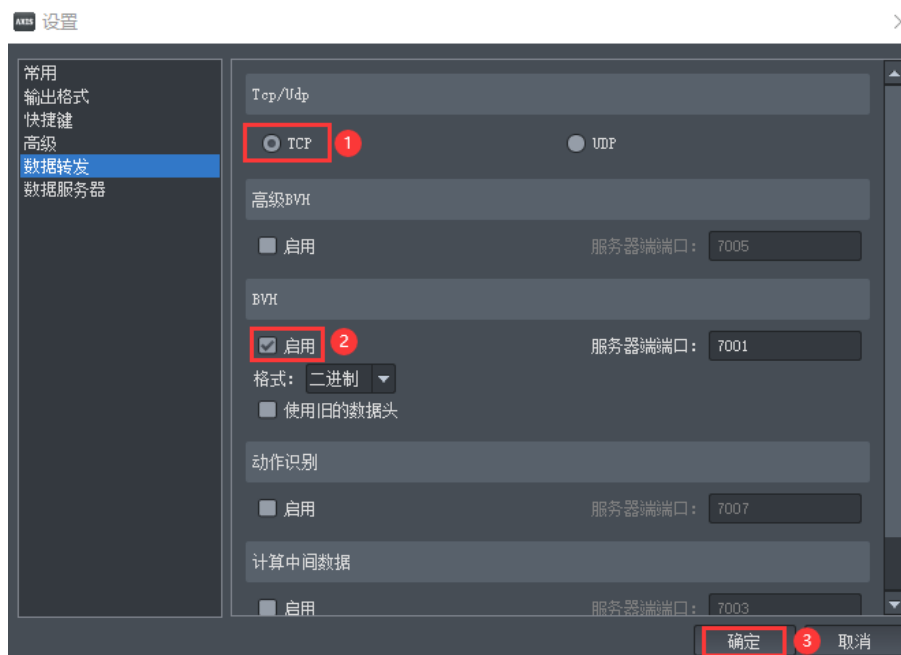 AXIS 设置
常用
输出格式
快捷键
高级
数据转发
数据服务器
Tcp/Udp
TCP 1 UDP
高级BVH
启用 服务器端端口: 7005
BVH
启用 2 服务器端端口: 7001
格式: 二进制
使用旧的数据头
动作识别
启用 服务器端端口: 7007
计算中间数据
启用 服务器端端口: 7003
确定 3 取消